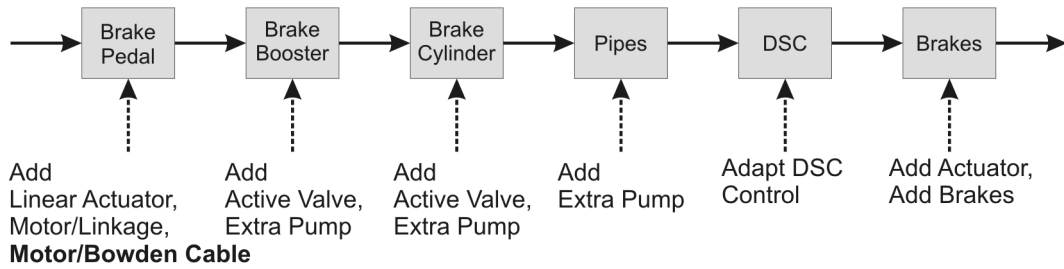 Brake
Pedal
Brake
Booster
Brake
Cylinder
Pipes
DSC
Brakes
Add
Linear Actuator,
Motor/Linkage,
Motor/Bowden Cable
Add
Active Valve,
Extra Pump
Add
Active Valve,
Extra Pump
Add
Extra Pump
Adapt DSC
Control
Add Actuator,
Add Brakes